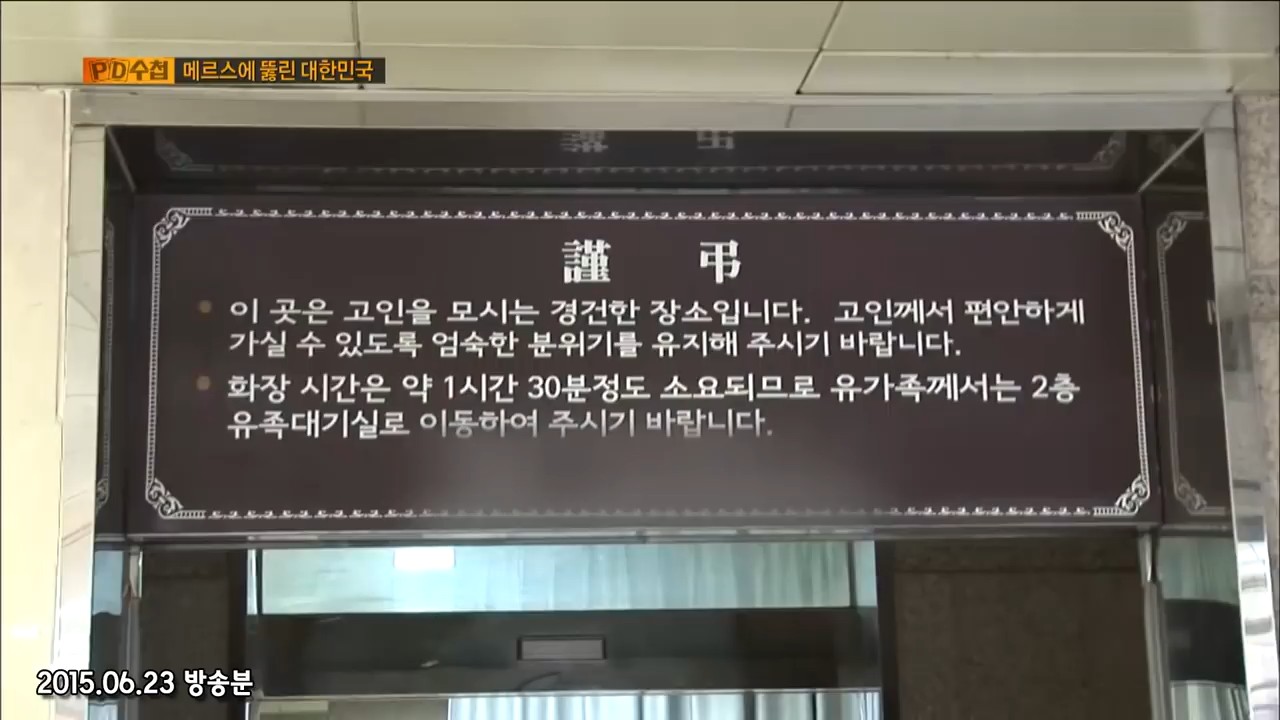 PD수첩 메르스에 뚫린 대한민국
謹 弔
이 곳은 고인을 모시는 경건한 장소입니다. 고인께서 편안하게
가실 수 있도록 엄숙한 분위기를 유지해 주시기 바랍니다.
화장 시간은 약 1시간 30분정도 소요되므로 유가족께서는 2층
유족대기실로 이동하여 주시기 바랍니다.
2015.06.23 방송분